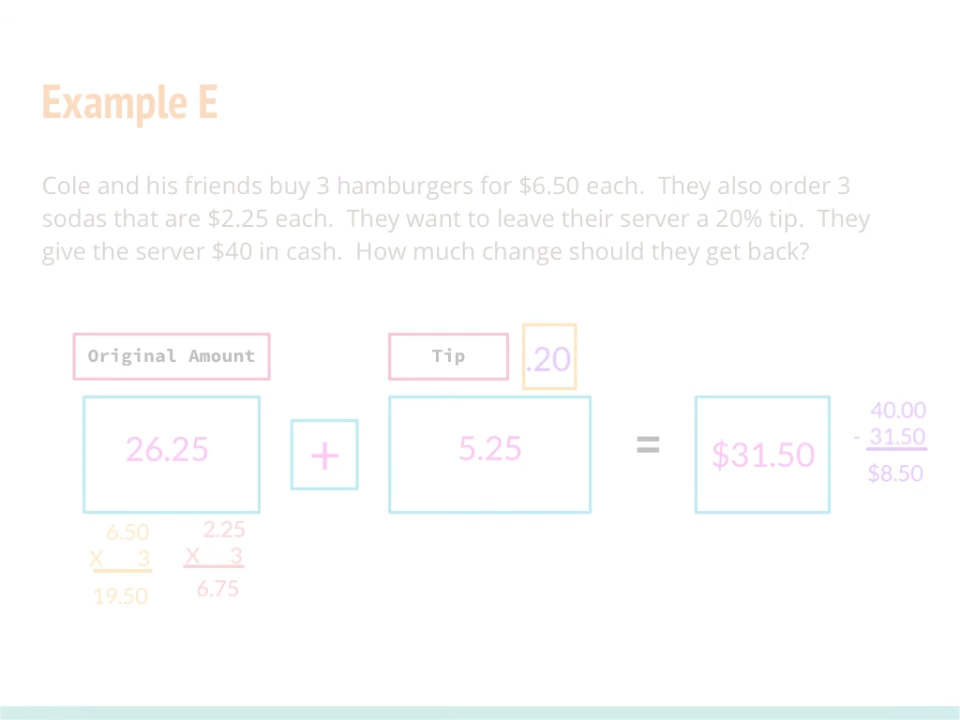 Example E
Cole and his friends buy 3 hamburgers for $6.50 each. They also order 3
sodas that are $2.25 each. They want to leave their server a 20% tip. They
give the server $40 in cash. How much change should they get back?
Original Amount
Tip
.20
26.25
+
5.25
=
$31.50
40.00
- 31.50
$8.50
6.50
X 3
19.50
2.25
X 3
6.75